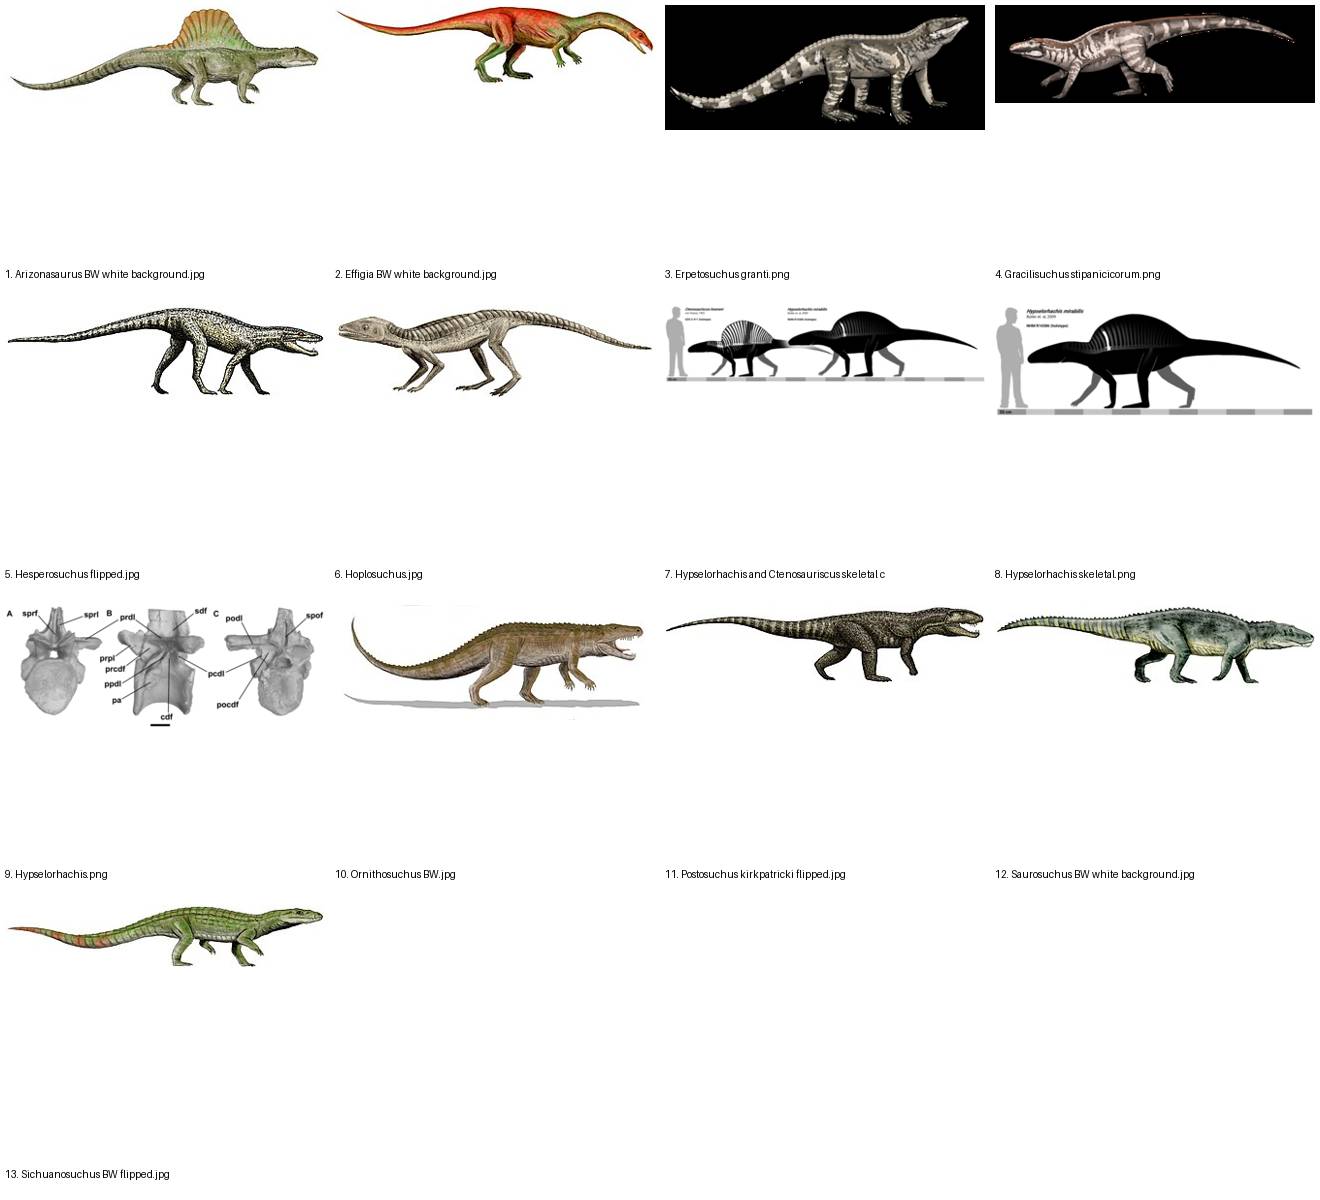 1. Arizonasaurus BW white background.jpg
2. Effigia BW white background.jpg
3. Erpetosuchus granti.png
4. Gracilisuchus stipanicicorum.png
Hypselorhachis mirabilis
5. Hesperosuchus flipped.jpg
6. Hoplosuchus.jpg
7. Hypselorhachis and Ctenosauriscus skeletal c
8. Hypselorhachis skeletal.png
A sprf sprl B prdl sdf C podl spof
prpl
prcdf
ppdl
pa
cdf
pcdl
pocdf
9. Hypselorhachis.png
10. Ornithosuchus BW.jpg
11. Postosuchus kirkpatricki flipped.jpg
12. Saurosuchus BW white background.jpg
13. Sichuanosuchus BW flipped.jpg